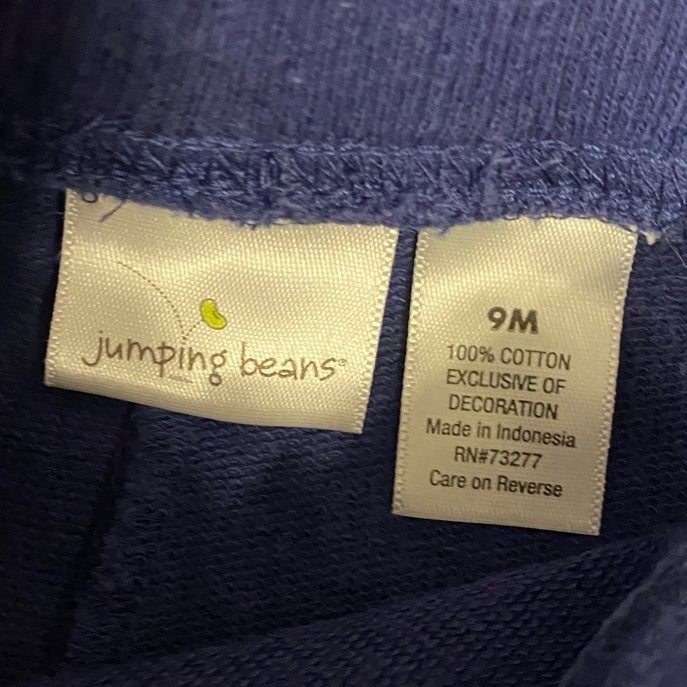 jumping beans®
9M
100% COTTON
EXCLUSIVE OF
DECORATION
Made in Indonesia
RN#73277
Care on Reverse